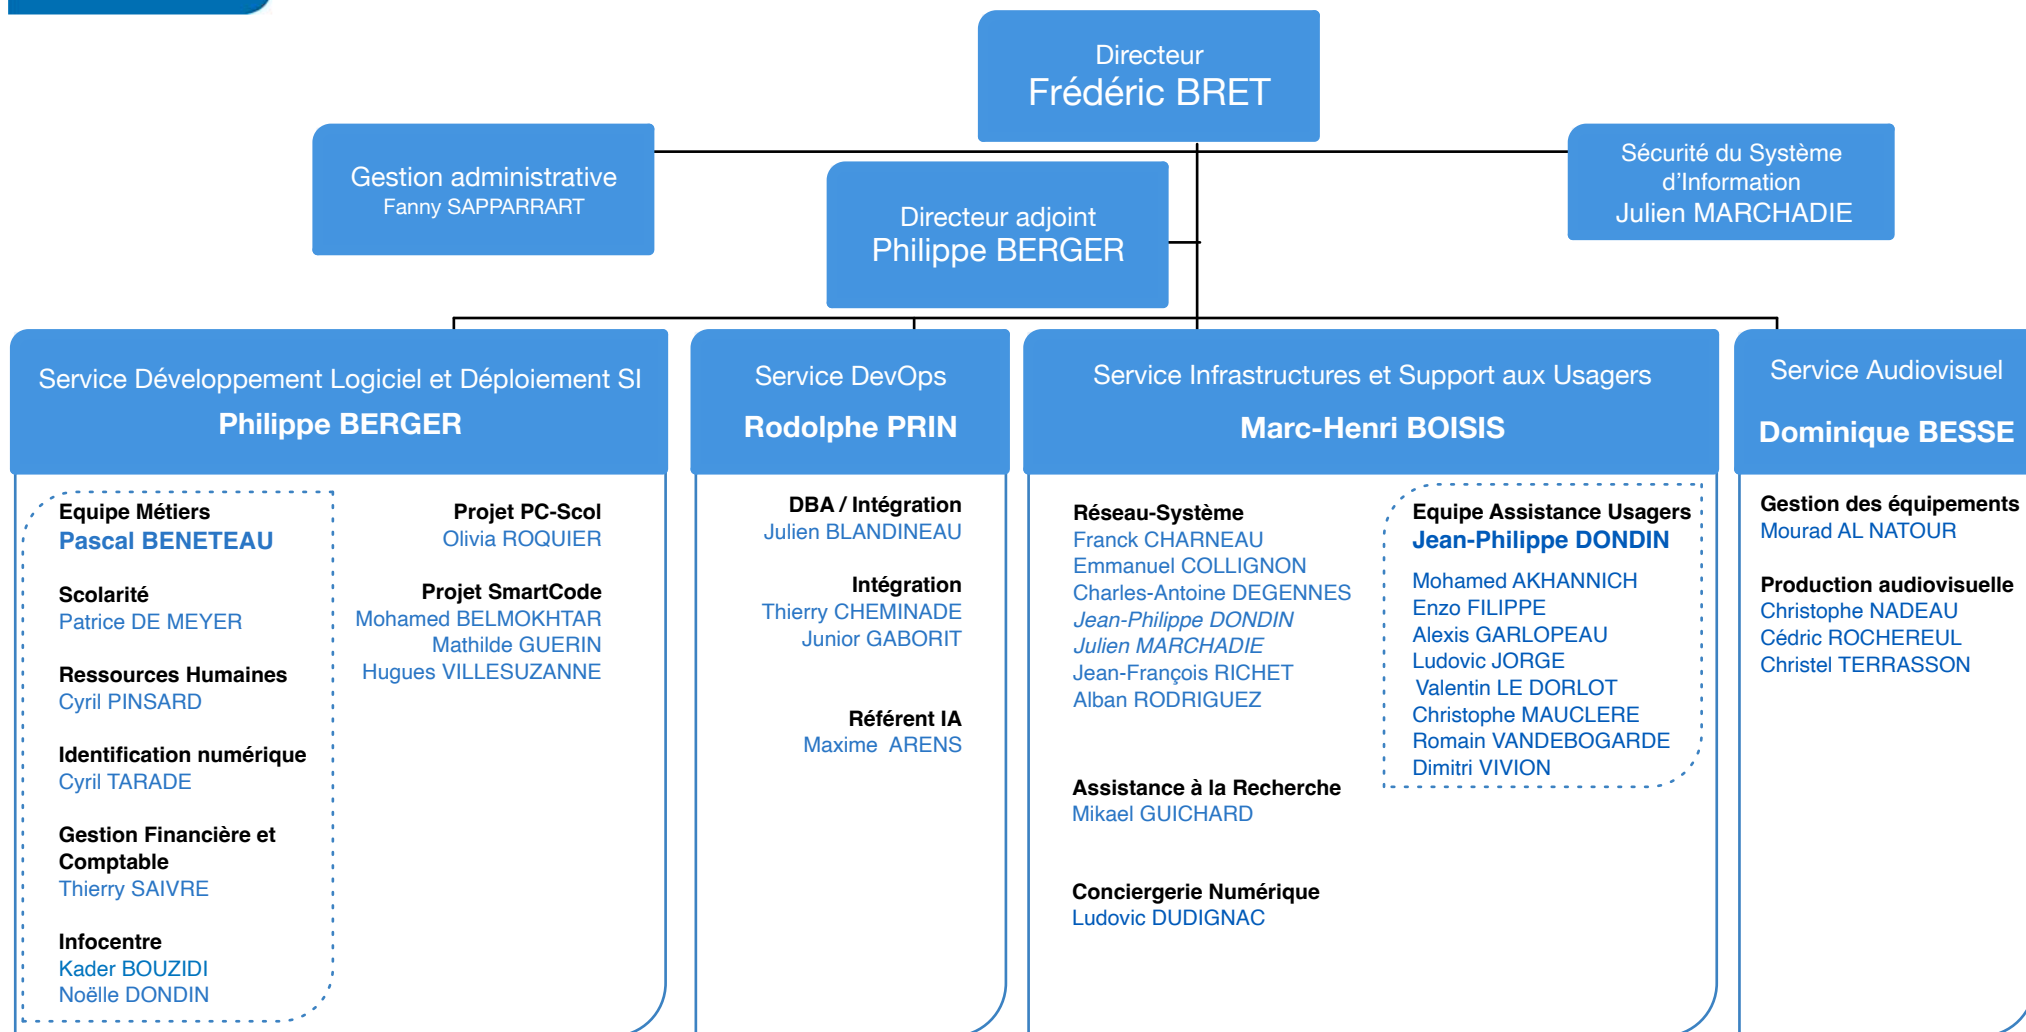 Directeur
Frédéric BRET
Gestion administrative
Fanny SAPPARRART
Directeur adjoint
Philippe BERGER
Sécurité du Système
d'Information
Julien MARCHADIE
Service Développement Logiciel et Déploiement SI
Philippe BERGER
Equipe Métiers
Pascal BENETEAU
Scolarité
Patrice DE MEYER
Ressources Humaines
Cyril PINSARD
Identification numérique
Cyril TARADE
Gestion Financière et
Comptable
Thierry SAIVRE
Infocentre
Kader BOUZIDI
Noëlle DONDIN
Projet PC-Scol
Olivia ROQUIER
Projet SmartCode
Mohamed BELMOKHTAR
Mathilde GUERIN
Hugues VILLESUZANNE
Service DevOps
Rodolphe PRIN
DBA / Intégration
Julien BLANDINEAU
Intégration
Thierry CHEMINADE
Junior GABORIT
Référent IA
Maxime ARENS
Service Infrastructures et Support aux Usagers
Marc-Henri BOISIS
Réseau-Système
Franck CHARNEAU
Emmanuel COLLIGNON
Charles-Antoine DEGENNES
Jean-Philippe DONDIN
Julien MARCHADIE
Jean-François RICHET
Alban RODRIGUEZ
Assistance à la Recherche
Mikael GUICHARD
Conciergerie Numérique
Ludovic DUDIGNAC
Equipe Assistance Usagers
Jean-Philippe DONDIN
Mohamed AKHANNICH
Enzo FILIPPE
Alexis GARLOPEAU
Ludovic JORGE
Valentin LE DORLOT
Christophe MAUCLERE
Romain VANDEBOGARDE
Dimitri VIVION
Service Audiovisuel
Dominique BESSE
Gestion des équipements
Mourad AL NATOUR
Production audiovisuelle
Christophe NADEAU
Cédric ROCHEREUL
Christel TERRASSON